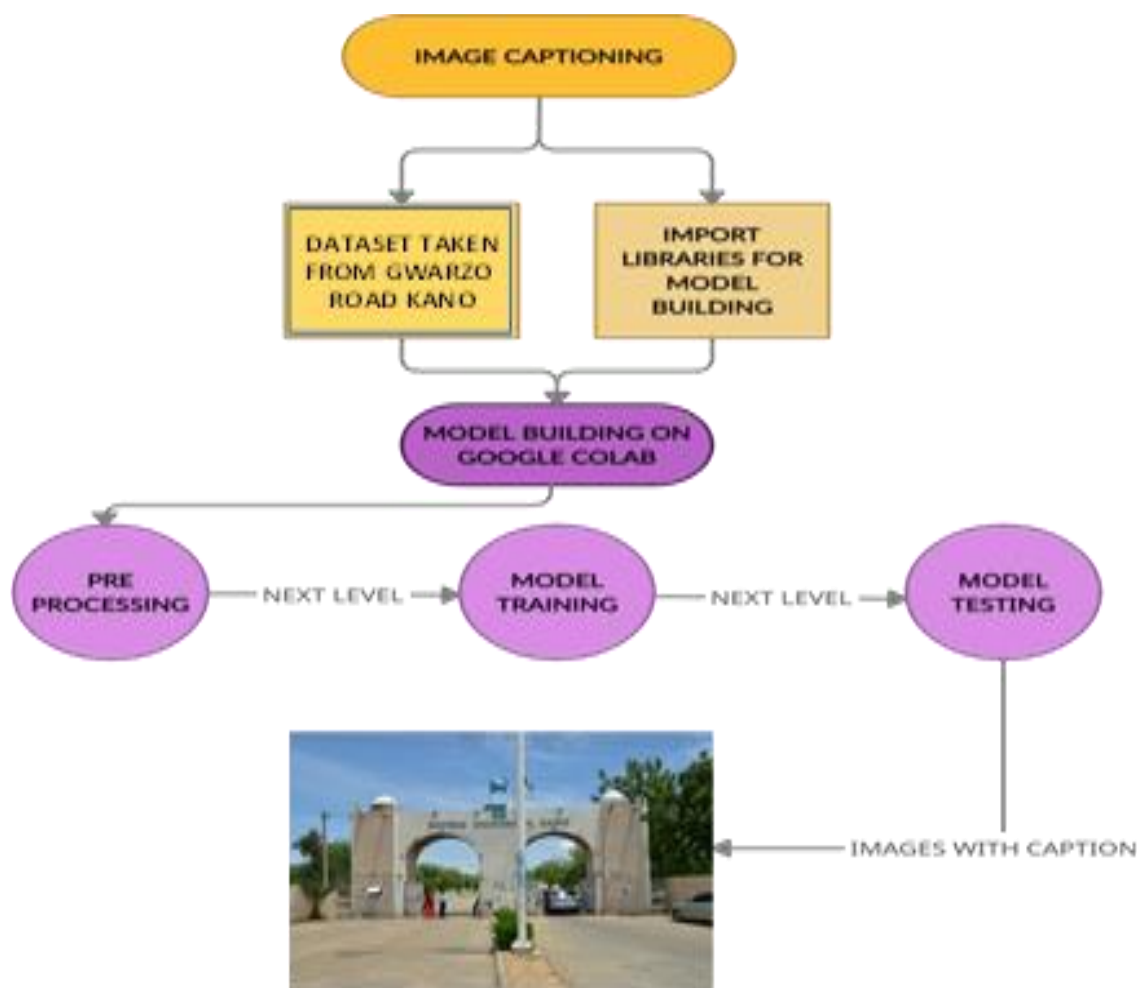 IMAGE CAPTIONING
DATASET TAKEN
FROM GWARZO
ROAD KANO
IMPORT
LIBRARIES FOR
MODEL
BUILDING
MODEL BUILDING ON
GOOGLE COLAB
PRE
PROCESSING
NEXT LEVEL
MODEL
TRAINING
NEXT LEVEL
MODEL
TESTING
IMAGES WITH CAPTION